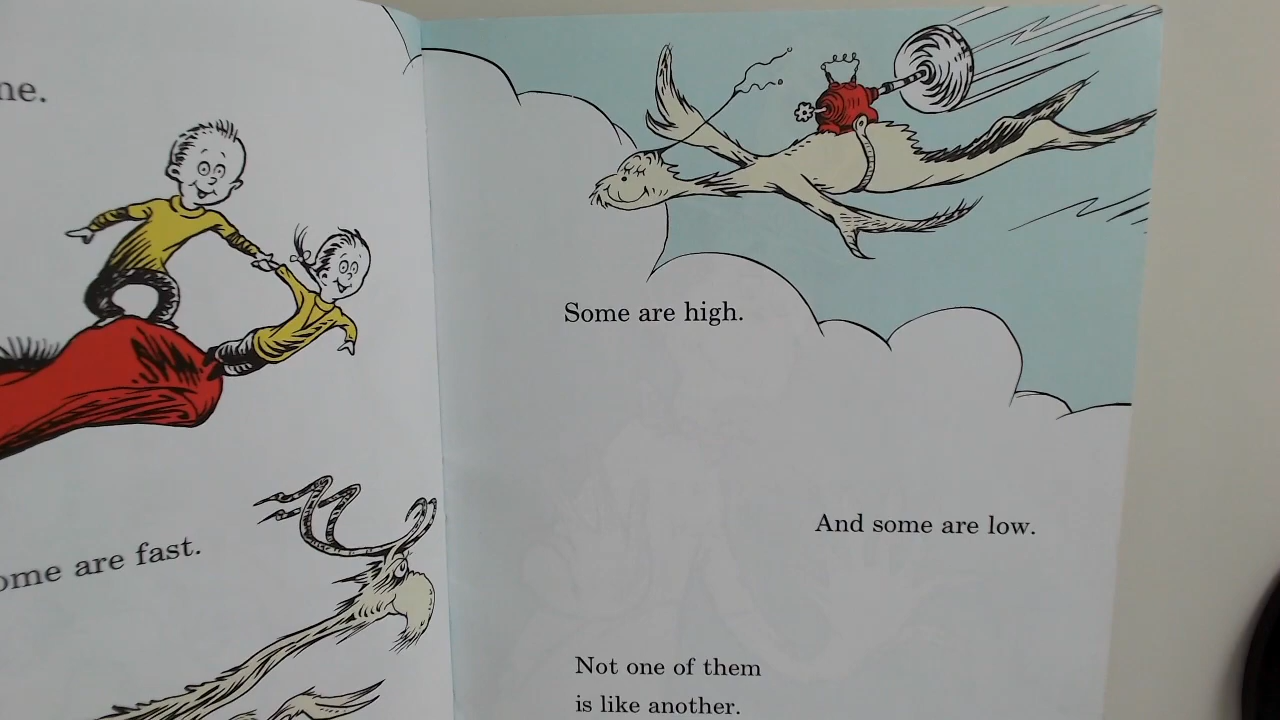 ne.
ome are fast.
Some are high.
And some are low.
Not one of them
is like another.